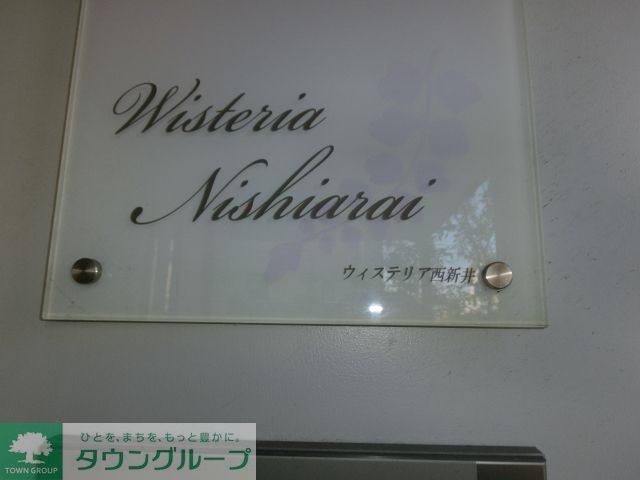 Wisteria
Nishiarai
ウィステリア西新井
ひとを、まちを、もっと豊かに。
TOWN GROUP
タウングループ